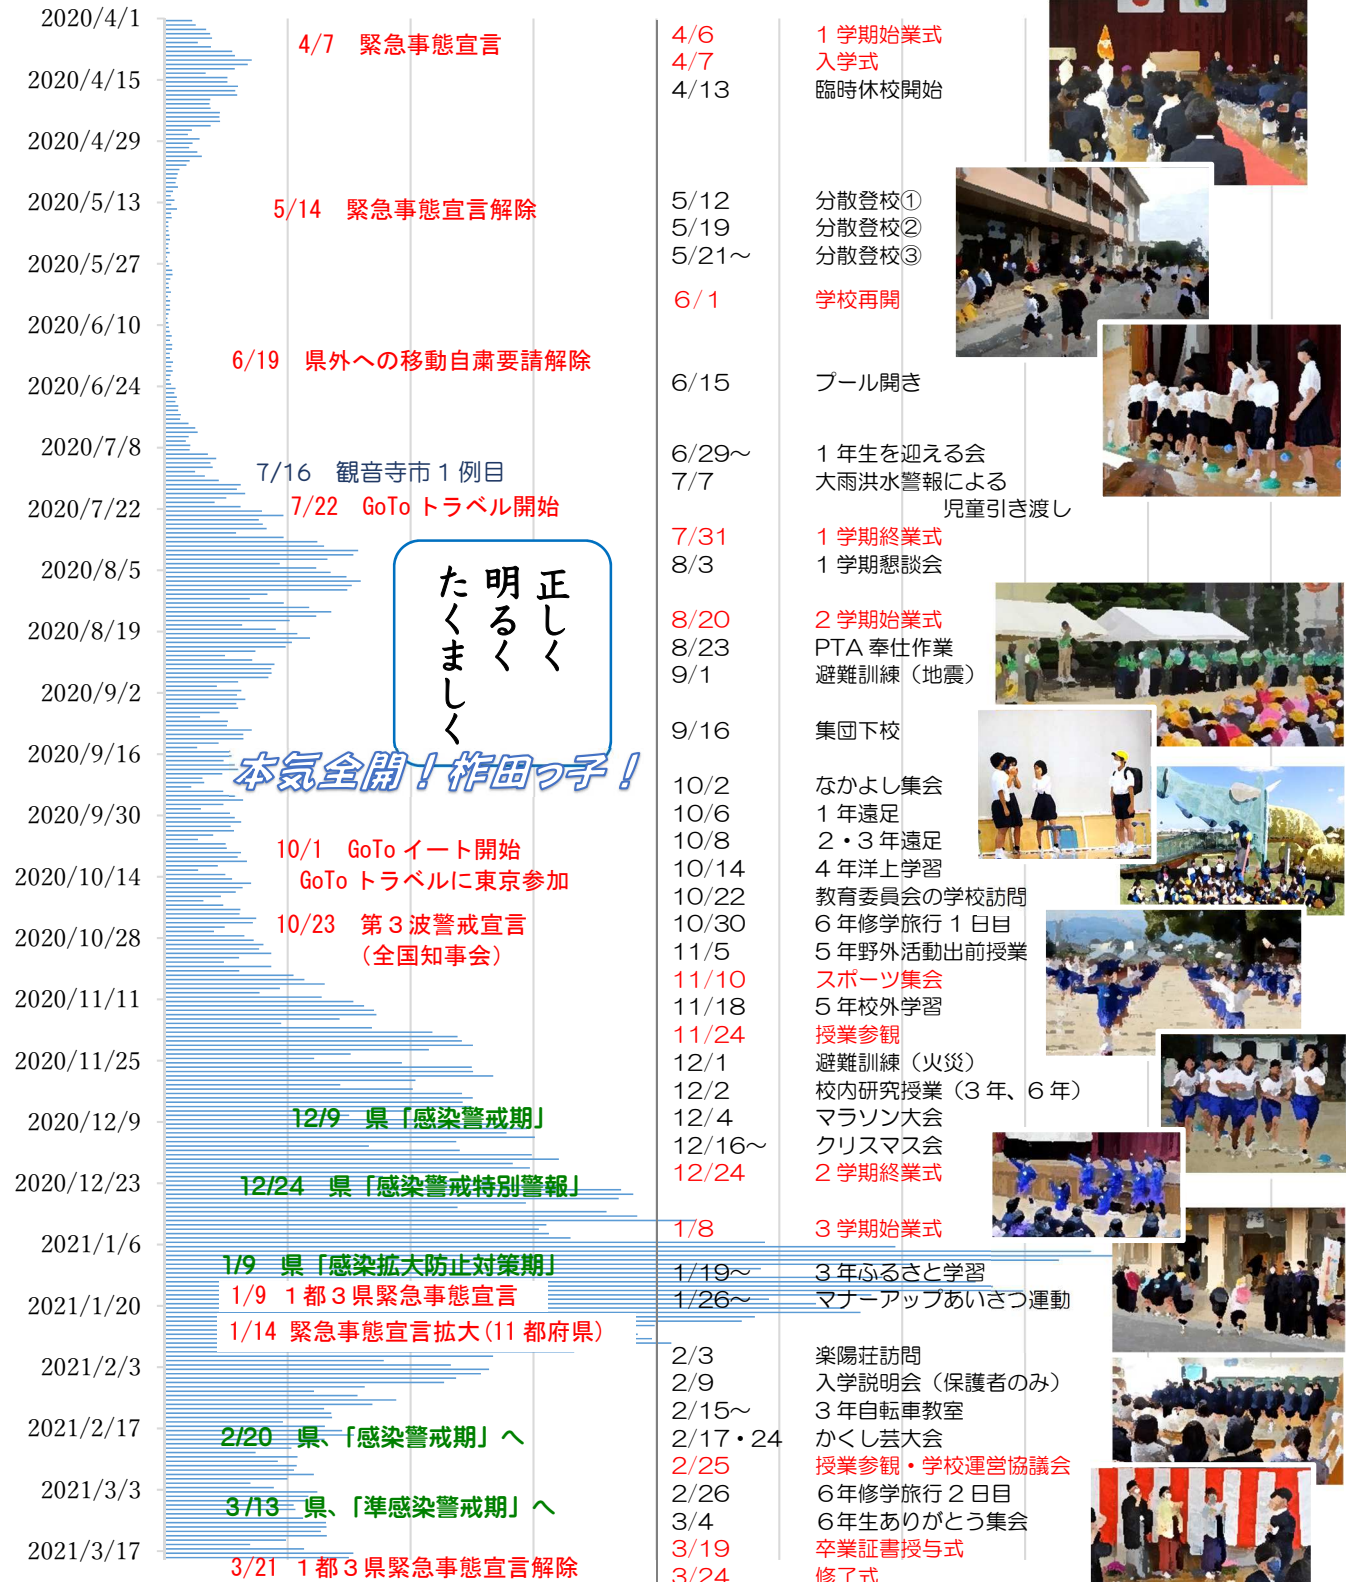 2020/4/1
2020/4/15
2020/4/29
2020/5/13
2020/5/27
2020/6/10
2020/6/24
2020/7/8
2020/7/22
2020/8/5
2020/8/19
2020/9/2
2020/9/16
2020/9/30
2020/10/14
2020/10/28
2020/11/11
2020/11/25
2020/12/9
2020/12/23
2021/1/6
2021/1/20
2021/2/3
2021/2/17
2021/3/3
2021/3/17
4/7 緊急事態宣言
5/14 緊急事態宣言解除
6/19 県外への移動自粛要請解除
7/16 観音寺市1例目
7/22 GoToトラベル開始
正しく
明るく
たくましく
本気全開!柞田っ子!
10/1 GoToイート開始
GoToトラベルに東京参加
10/23 第3波警戒宣言
(全国知事会)
12/9 県「感染警戒期」
12/24 県「感染警戒特別警報」
1/9 県「感染拡大防止対策期」
1/9 1都3県緊急事態宣言
1/14 緊急事態宣言拡大(11都府県)
2/20 県、「感染警戒期」へ
3/13 県、「準感染警戒期」へ
3/21 1都3県緊急事態宣言解除
4/6 1学期始業式
4/7 入学式
4/13 臨時休校開始
5/12 分散登校①
5/19 分散登校②
5/21～ 分散登校③
6/1 学校再開
6/15 プール開き
6/29～ 1年生を迎える会
7/7 大雨洪水警報による
児童引き渡し
7/31 1学期終業式
8/3 1学期懇談会
8/20 2学期始業式
8/23 PTA奉仕作業
9/1 避難訓練（地震）
9/16 集団下校
10/2 なかよし集会
10/6 1年遠足
10/8 2・3年遠足
10/14 4年洋上学習
10/22 教育委員会の学校訪問
10/30 6年修学旅行1日目
11/5 5年野外活動出前授業
11/10 スポーツ集会
11/18 5年校外学習
11/24 授業参観
12/1 避難訓練（火災）
12/2 校内研究授業（3年、6年）
12/4 マラソン大会
12/16～ クリスマス会
12/24 2学期終業式
1/8 3学期始業式
1/19～ 3年ふるさと学習
1/26～ マナーアップあいさつ運動
2/3 楽陽荘訪問
2/9 入学説明会（保護者のみ）
2/15～ 3年自転車教室
2/17・24 かくし芸大会
2/25 授業参観・学校運営協議会
2/26 6年修学旅行2日目
3/4 6年生ありがとう集会
3/19 卒業証書授与式
3/24 修了式